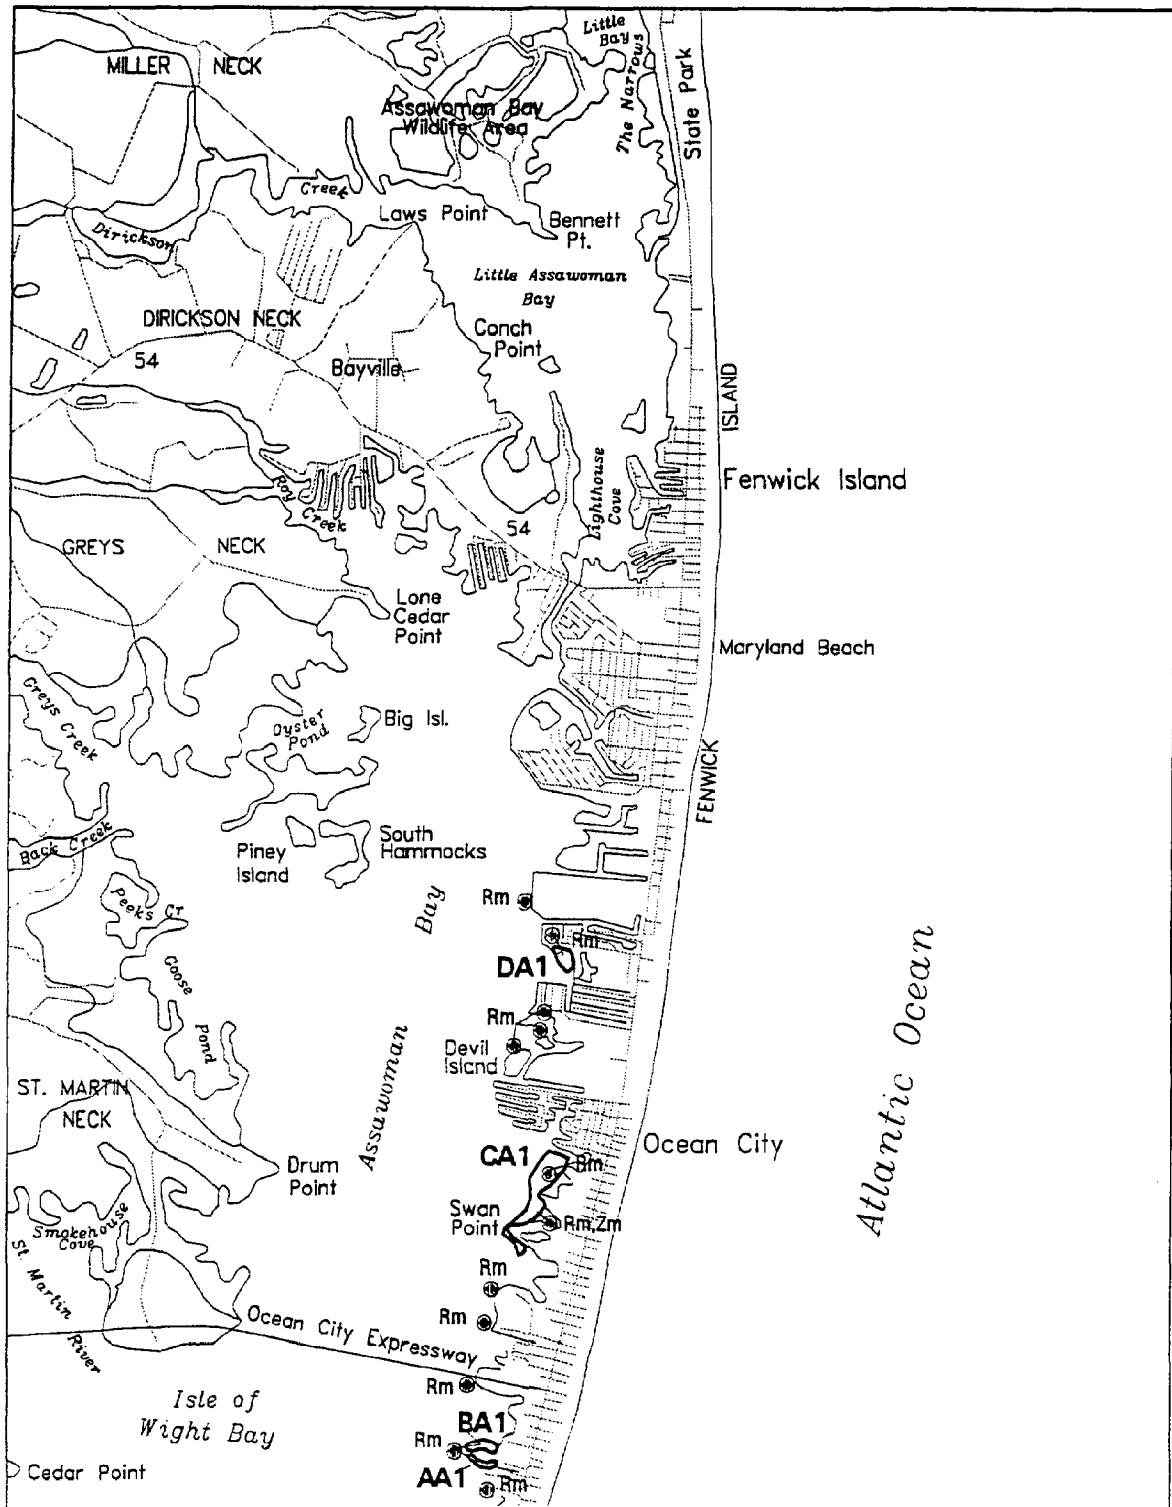 Little
Bay
MILLER NECK
The Narrows
State Park
Assawoman Bay
Wildlife Area
Creek
Laws Point
Bennett
Pt.
Dirickson
Little Assawoman
Bay
DIRICKSON NECK
Conch
Point
54
Bayville
ISLAND
Lighthouse
Cove
Fenwick Island
Roy
Creek
54
GREYS NECK
Lone
Cedar
Point
Maryland Beach
Greys Creek
Oyster
Pond
Big Isl.
FENWICK
Back Creek
Piney
Island
South
Hammocks
Peeks Cr
Rm
Bay
Rm
DA1
Goose
Pond
Rm
Devil
Island
Assawoman
Atlantic Ocean
ST. MARTIN
NECK
Ocean City
CA1
Rm
Drum
Point
Swan
Point
Rm,Zm
Smokehouse
Cove
St. Martin
River
Rm
Rm
Ocean City Expressway
Rm
Isle of
Wight Bay
BA1
Rm
AA1
Rm
Cedar Point